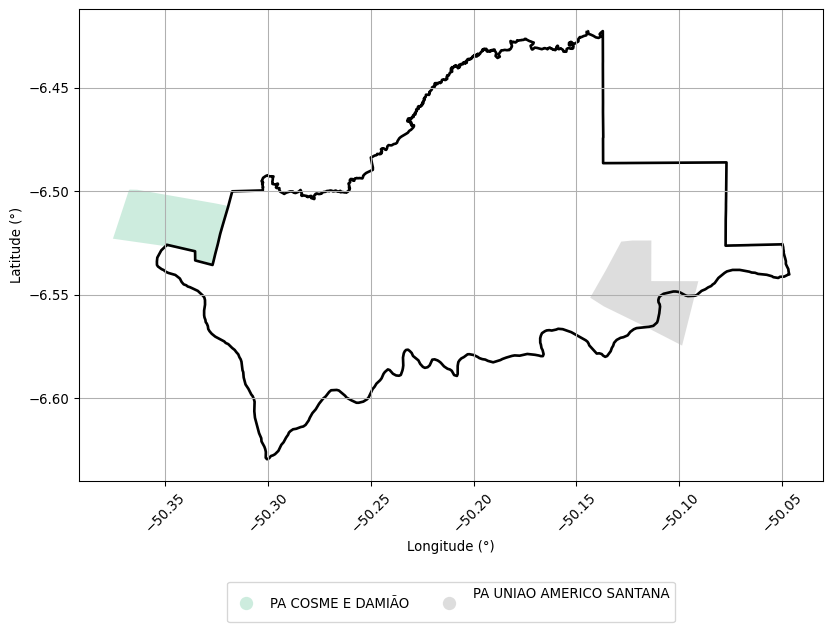 −6.45
−6.50
−6.55
−6.60
Latitude (°)
−50.35
−50.30
−50.25
−50.20
−50.15
−50.10
−50.05
Longitude (°)
PA COSME E DAMIÃO
PA UNIAO AMERICO SANTANA